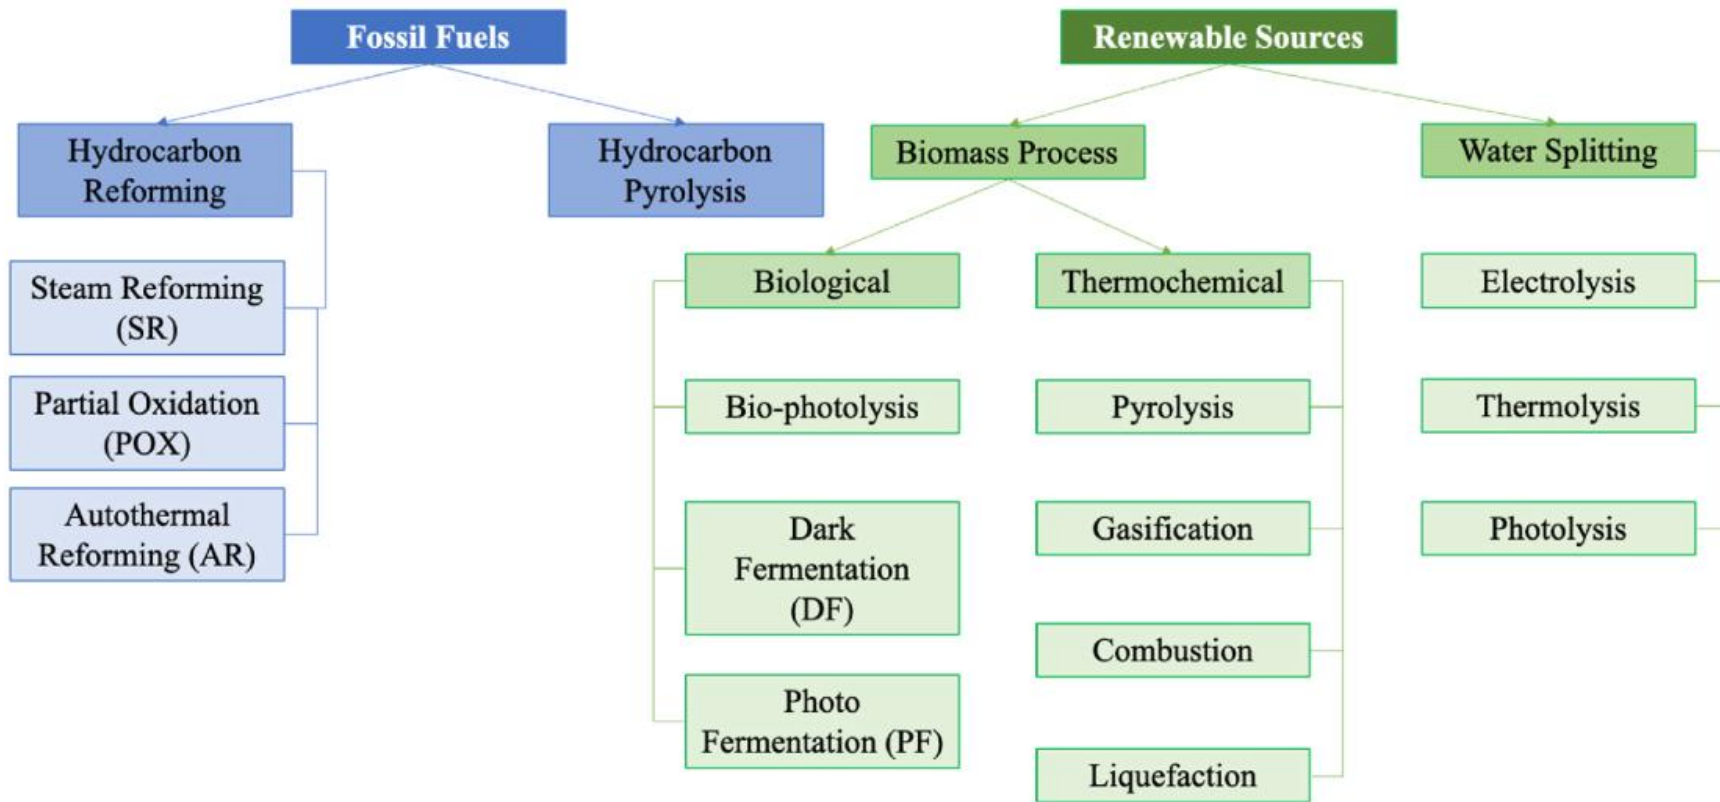 Fossil Fuels
Renewable Sources
Hydrocarbon
Reforming
Hydrocarbon
Pyrolysis
Biomass Process
Water Splitting
Steam Reforming
(SR)
Partial Oxidation
(POX)
Autothermal
Reforming (AR)
Biological
Bio-photolysis
Dark
Fermentation
(DF)
Photo
Fermentation (PF)
Thermochemical
Pyrolysis
Gasification
Combustion
Liquefaction
Electrolysis
Thermolysis
Photolysis